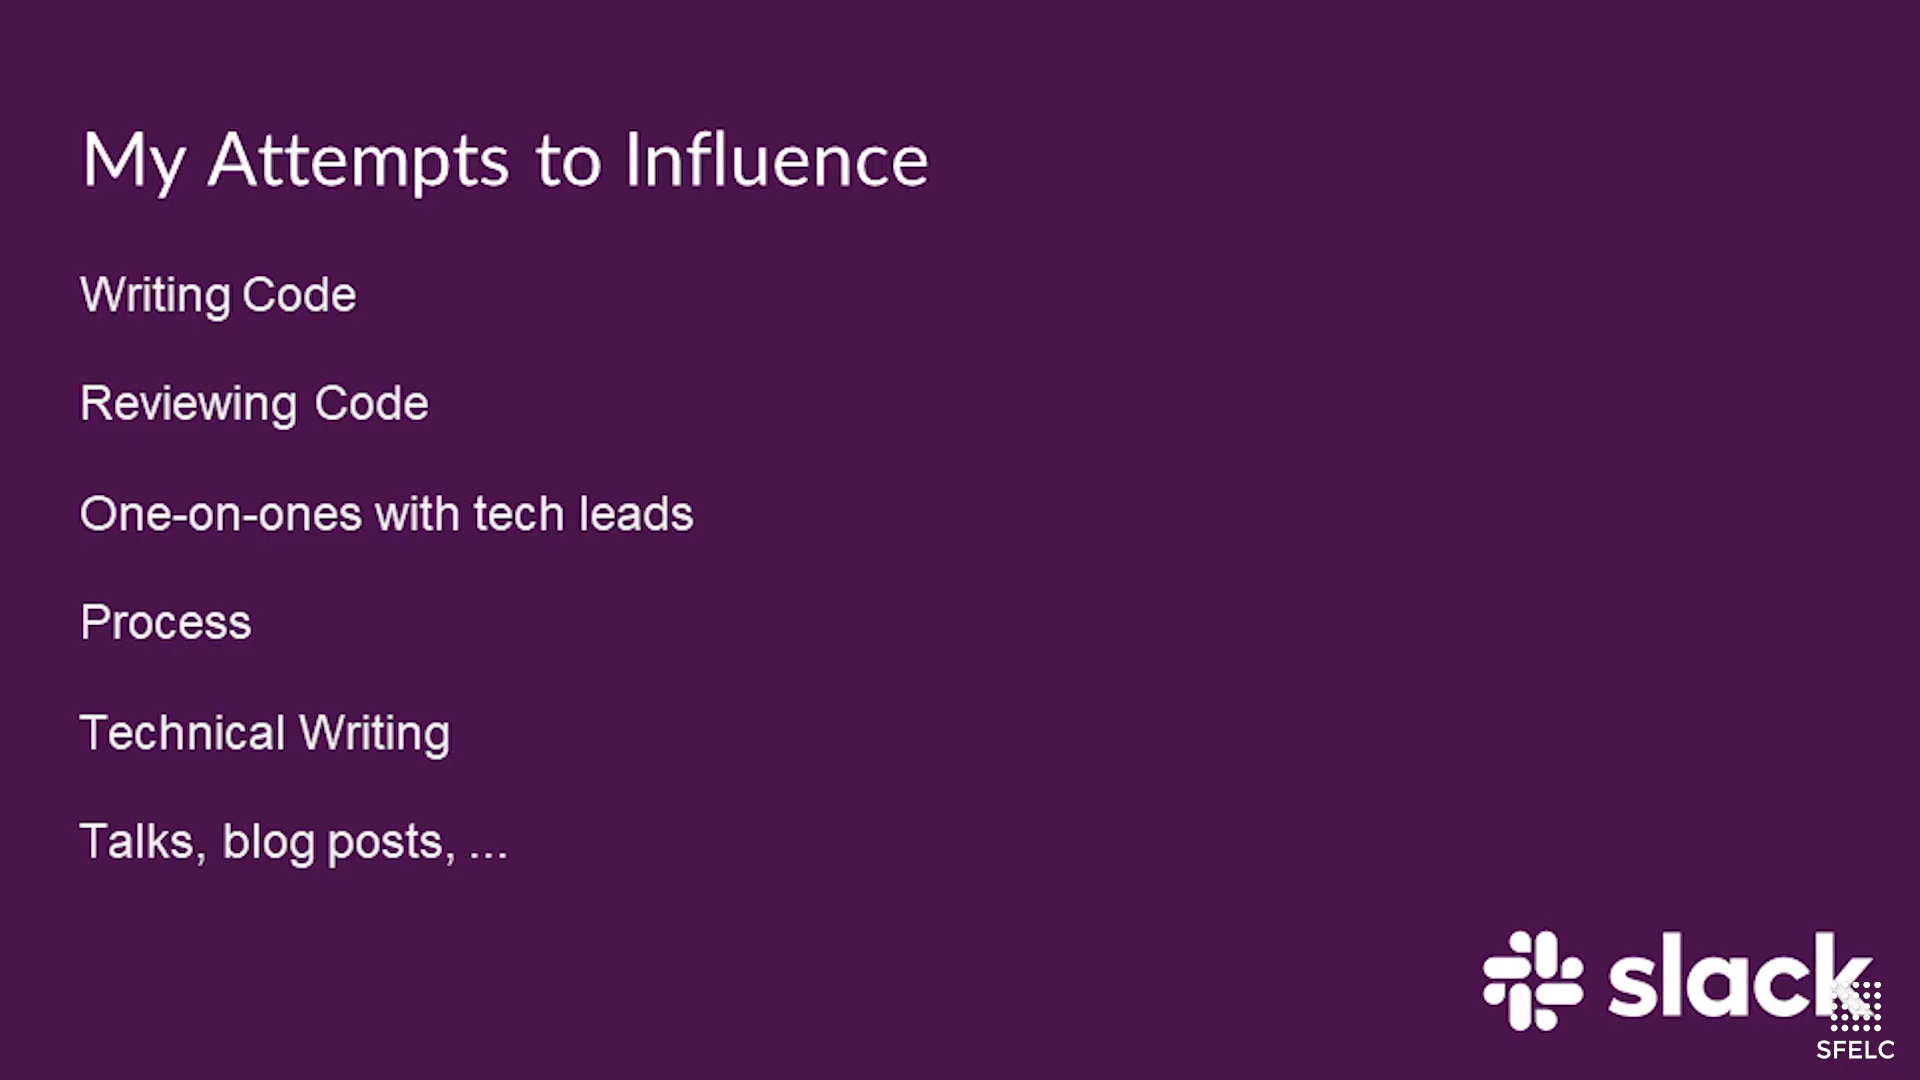 My Attempts to Influence
Writing Code
Reviewing Code
One-on-ones with tech leads
Process
Technical Writing
Talks, blog posts, ...
slack
SFELC